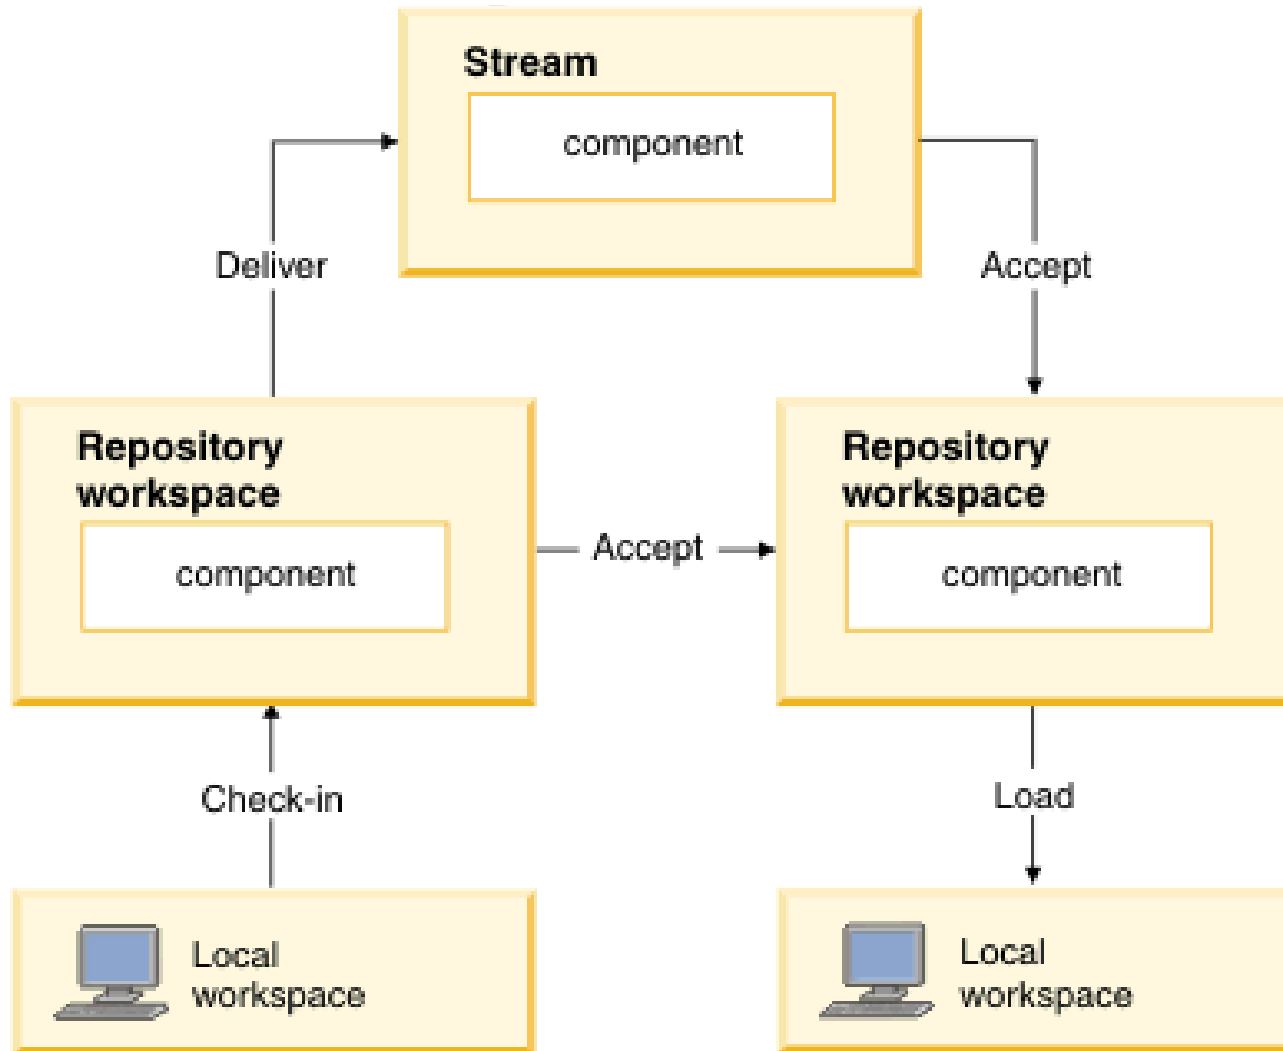 Stream
component
Deliver
Accept
Repository
workspace
component
Accept
Repository
workspace
component
Check-in
Load
Local
workspace
Local
workspace